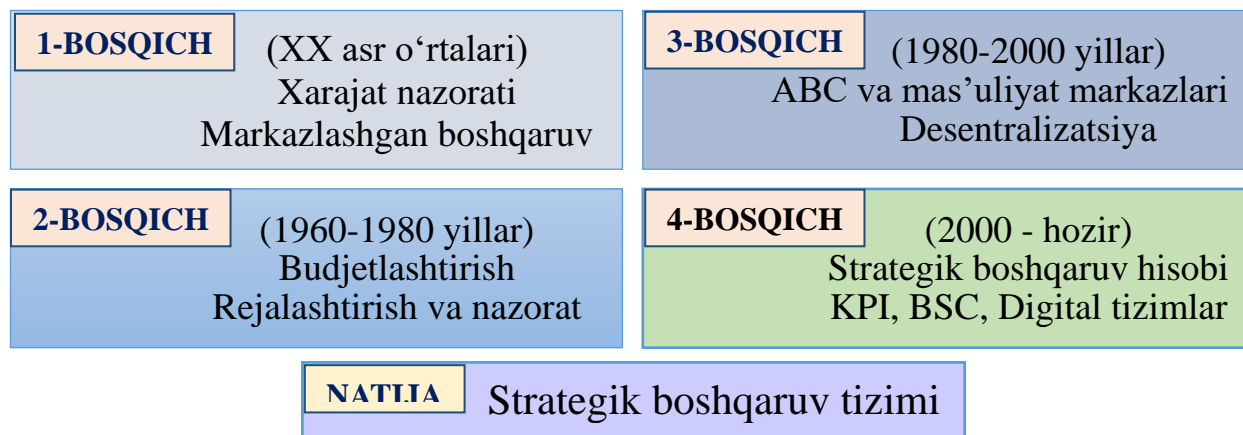 1-BOSQICH
(XX asr o‘rtalari)
Xarajat nazorati
Markazlashgan boshqaruv
2-BOSQICH
(1960-1980 yillar)
Budjetlashtirish
Rejalashtirish va nazorat
3-BOSQICH
(1980-2000 yillar)
ABC va mas’uliyat markazlari
Desentralizatsiya
4-BOSQICH
(2000 - hozir)
Strategik boshqaruv hisobi
KPI, BSC, Digital tizimlar
NATIJA
Strategik boshqaruv tizimi